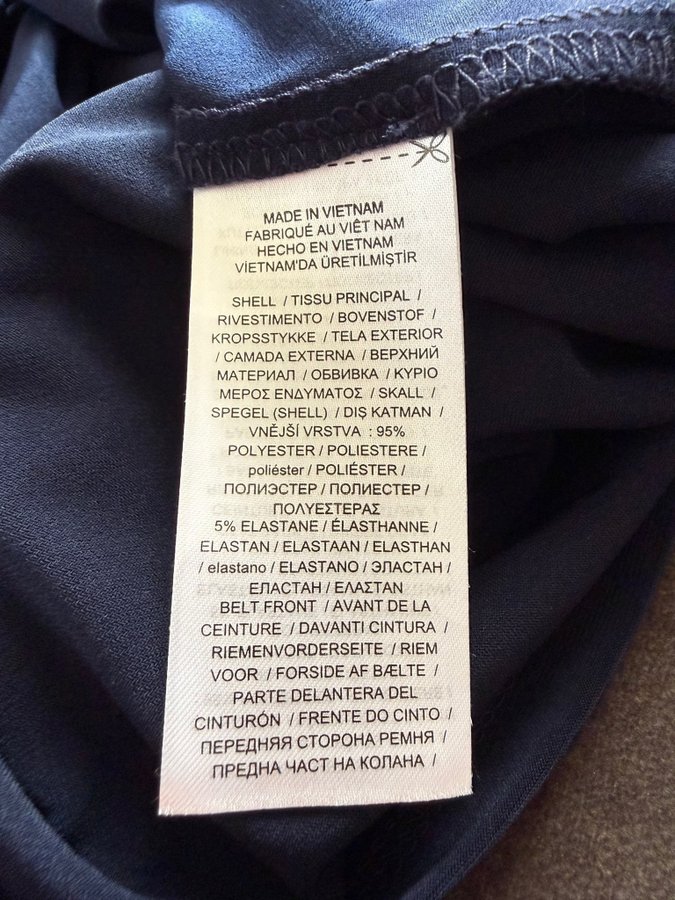 MADE IN VIETNAM
FABRIQUÉ AU VIÊT NAM
HECHO EN VIETNAM
VİETNAM'DA ÜRETİLMİŞTİR
SHELL / TISSU PRINCIPAL /
RIVESTIMENTO / BOVENSTOF /
KROPSSTYKKE / TELA EXTERIOR
/ CAMADA EXTERNA / ВЕРХНИЙ
МАТЕРИАЛ / ОБВИВКА / ΚΥΡΙΟ
ΜΕΡΟΣ ΕΝΔΥΜΑΤΟΣ / SKALL /
SPEGEL (SHELL) / DIŞ KATMAN /
VNĚJŠÍ VRSTVA : 95%
POLYESTER / POLIESTERE /
poliéster / POLIÉSTER /
ПОЛИЭСТЕР / ПОЛИЕСТЕР /
ΠΟΛΥΕΣΤΕΡΑΣ
5% ELASTANE / ÉLASTHANNE /
ELASTAN / ELASTAAN / ELASTHAN
/ elastano / ELASTANO / ЭЛАСТАН /
ЕЛАСТАН / ΕΛΑΣΤΑΝ
BELT FRONT / AVANT DE LA
CEINTURE / DAVANTI CINTURA /
RIEMENVORDERSEITE / RIEM
VOOR / FORSIDE AF BÆLTE /
PARTE DELANTERA DEL
CINTURÓN / FRENTE DO CINTO /
ПЕРЕДНЯЯ СТОРОНА РЕМНЯ /
ПРЕДНА ЧАСТ НА КОЛАНА /